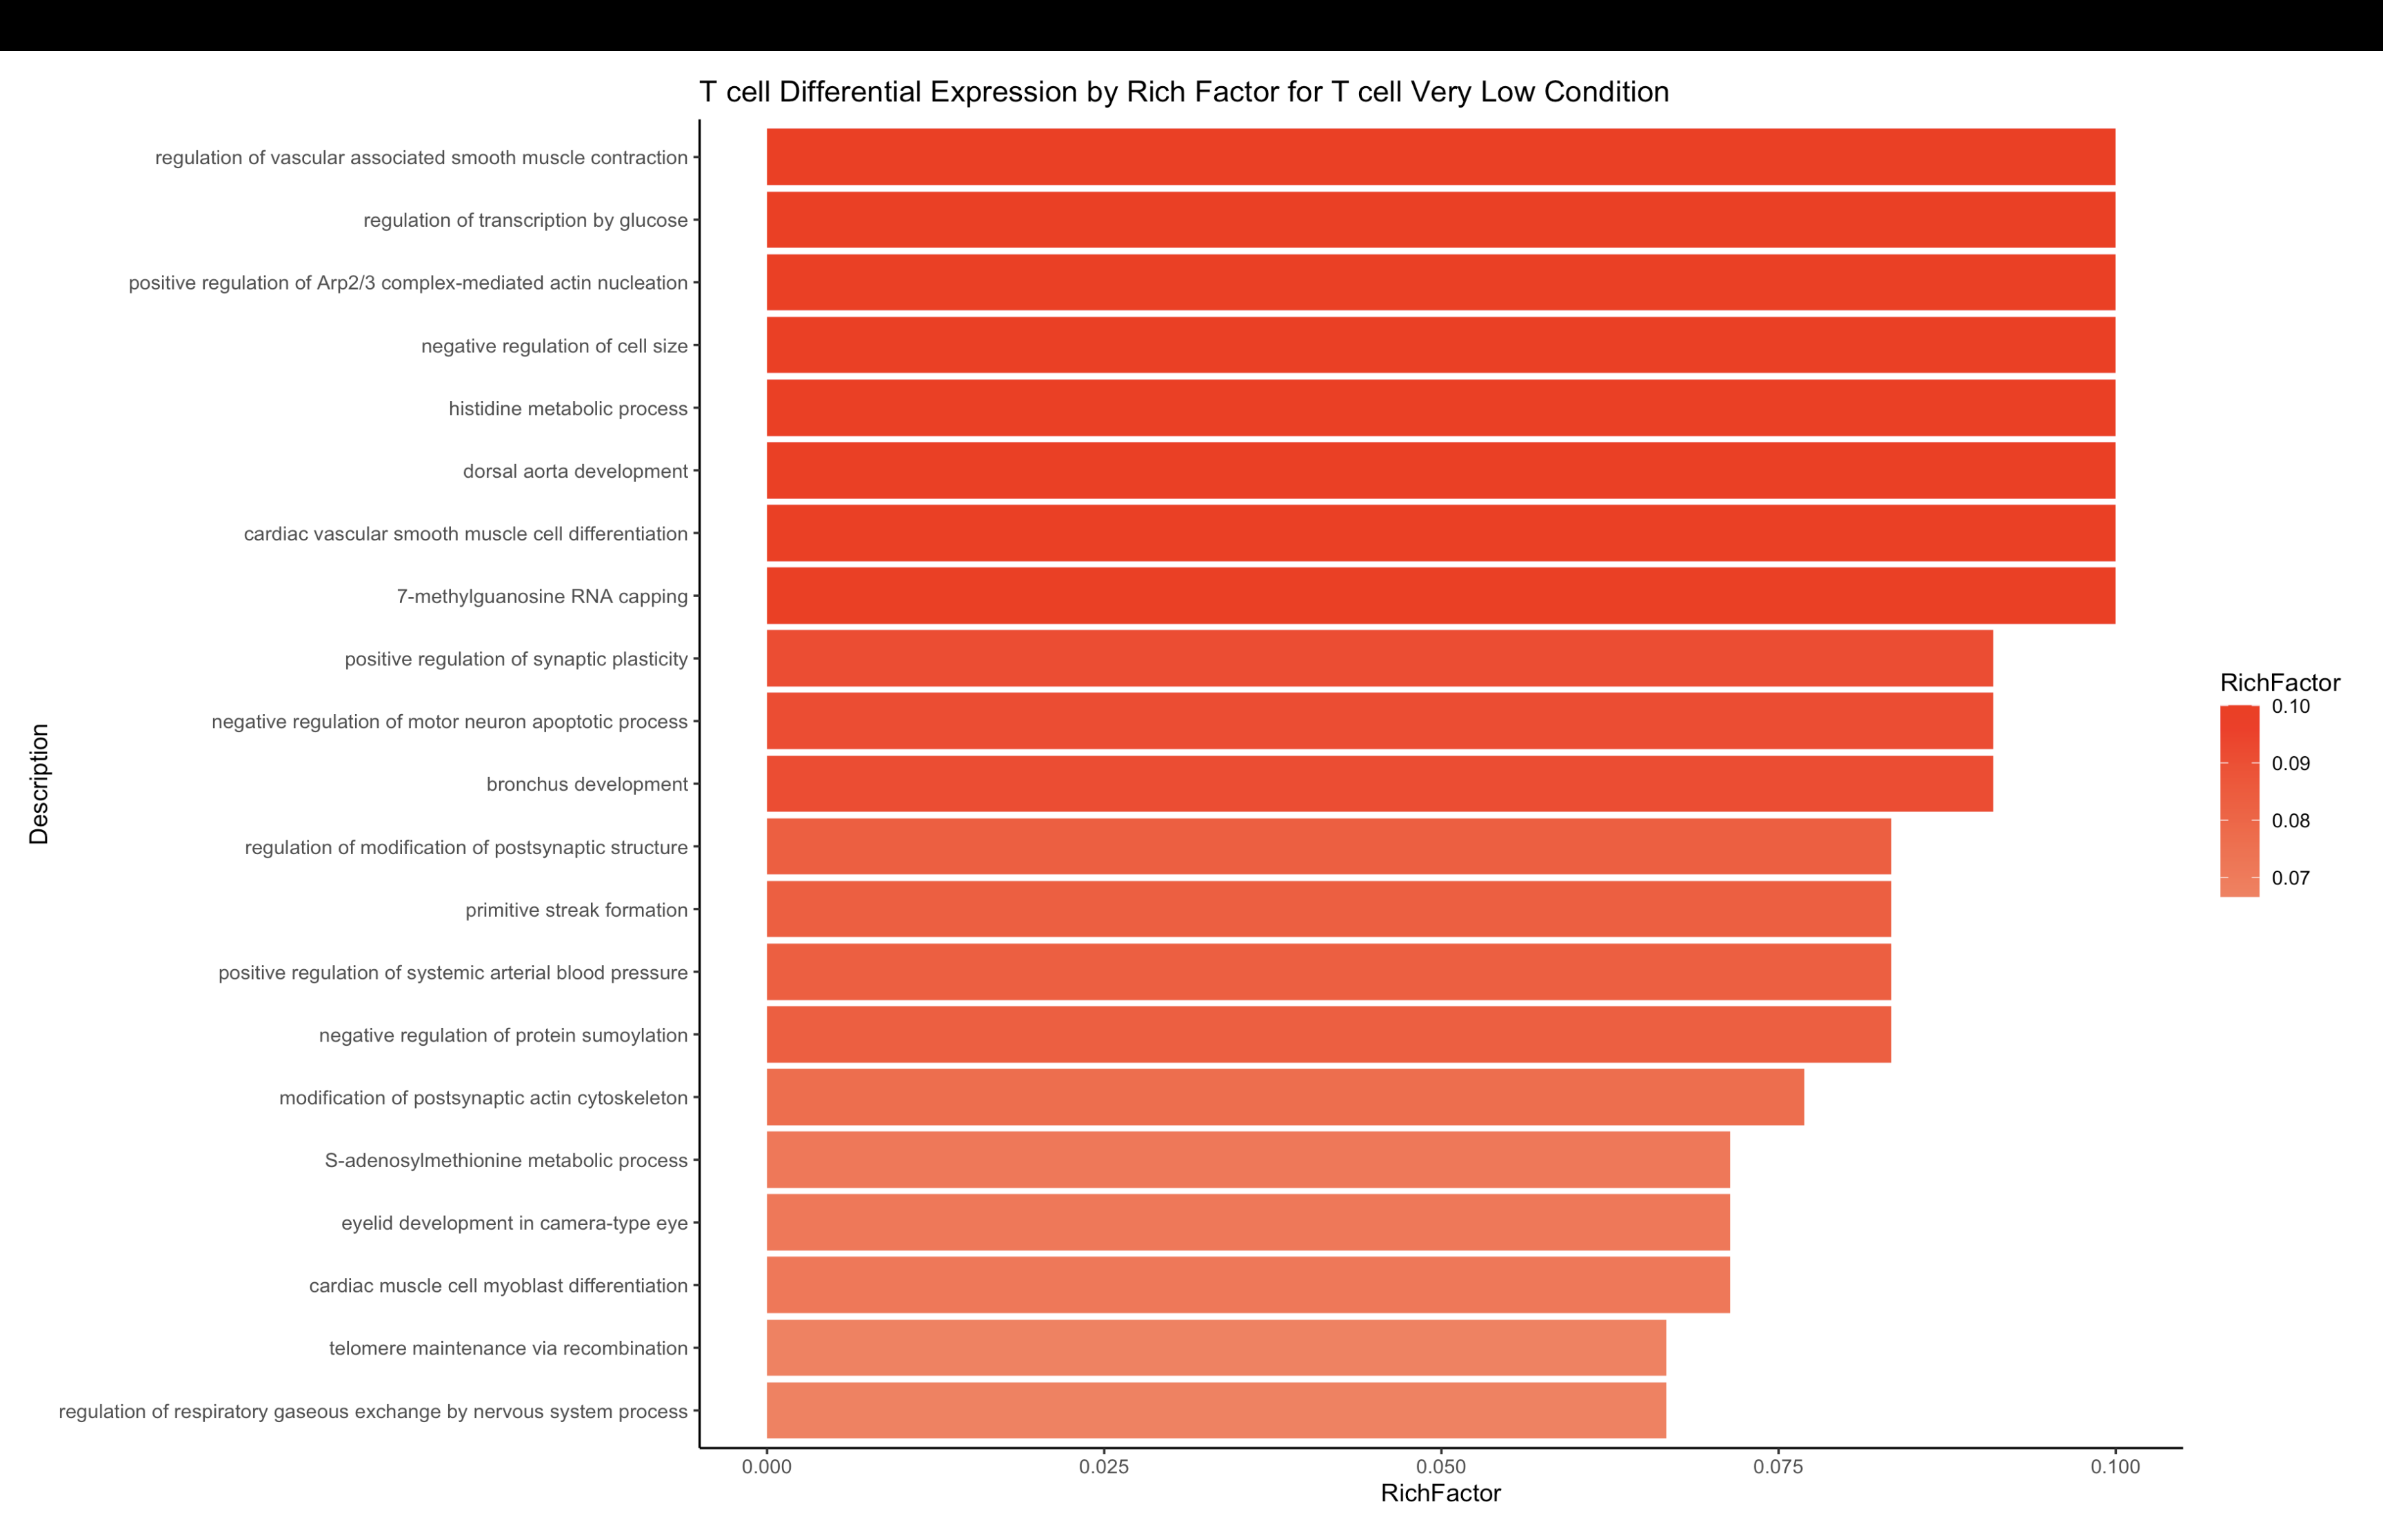 T cell Differential Expression by Rich Factor for T cell Very Low Condition
regulation of vascular associated smooth muscle contraction
regulation of transcription by glucose
positive regulation of Arp2/3 complex-mediated actin nucleation
negative regulation of cell size
histidine metabolic process
dorsal aorta development
cardiac vascular smooth muscle cell differentiation
7-methylguanosine RNA capping
positive regulation of synaptic plasticity
negative regulation of motor neuron apoptotic process
bronchus development
regulation of modification of postsynaptic structure
primitive streak formation
positive regulation of systemic arterial blood pressure
negative regulation of protein sumoylation
modification of postsynaptic actin cytoskeleton
S-adenosylmethionine metabolic process
eyelid development in camera-type eye
cardiac muscle cell myoblast differentiation
telomere maintenance via recombination
regulation of respiratory gaseous exchange by nervous system process
Description
0.000 0.025 0.050 0.075 0.100
RichFactor
RichFactor
0.10
0.09
0.08
0.07